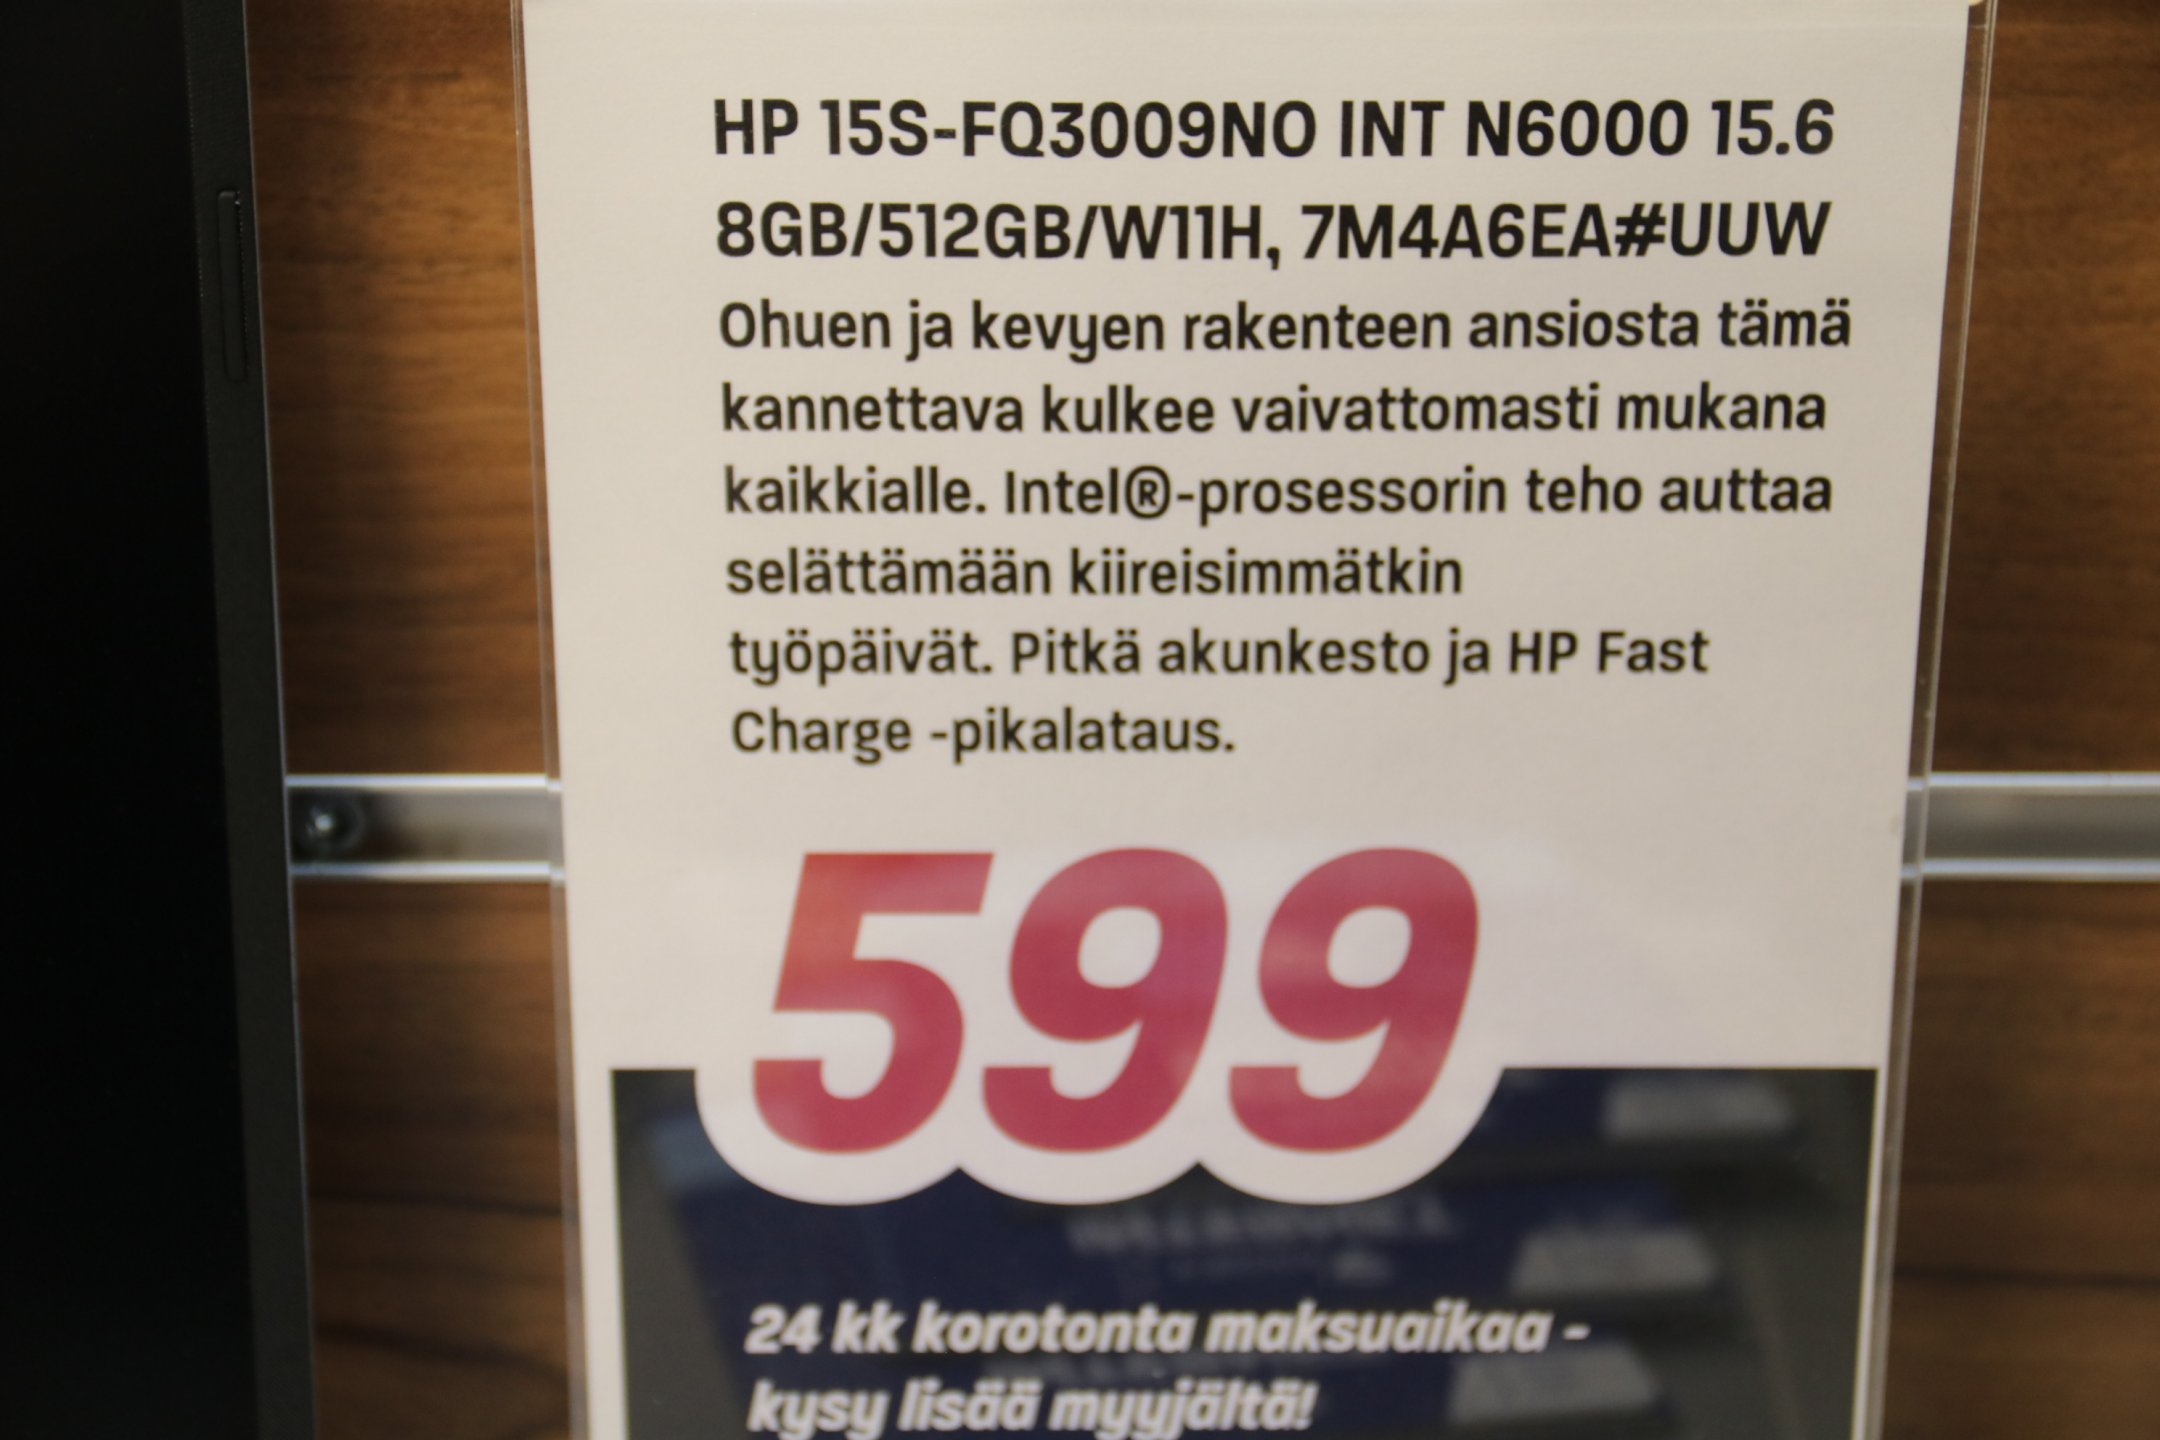 HP 15S-FQ3009NO INT N6000 15.6
8GB/512GB/W11H, 7M4A6EA#UUW
Ohuen ja kevyen rakenteen ansiosta tämä
kannettava kulkee vaivattomasti mukana
kaikkialle. Intel®-prosessorin teho auttaa
selättämään kiireisimmätkin
työpäivät. Pitkä akunkesto ja HP Fast
Charge -pikalataus.
599
24 kk korotonta maksuaikaa -
kysy lisää myyjältä!